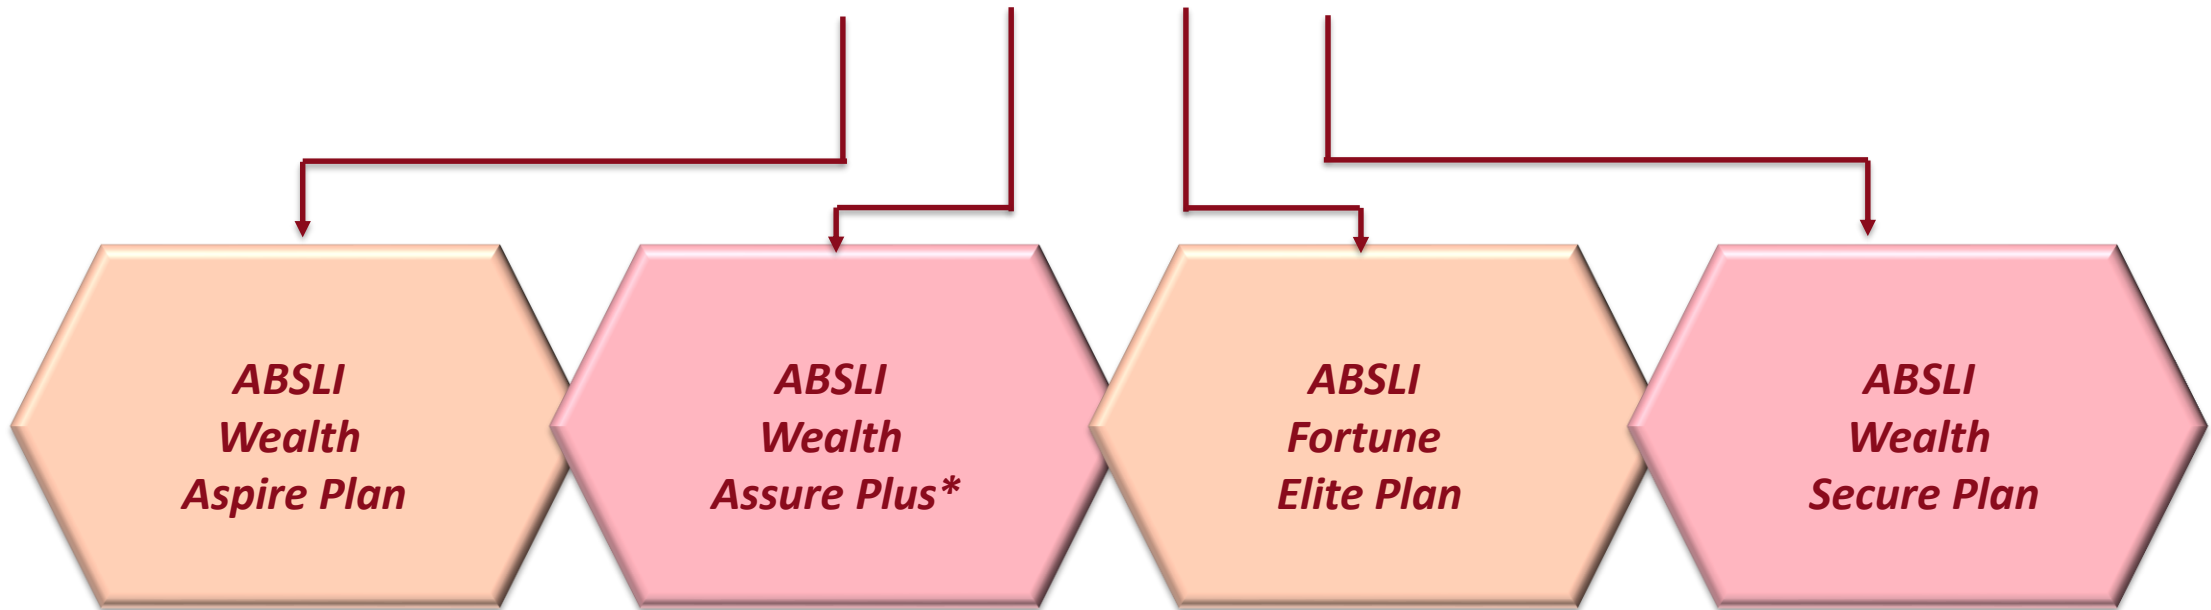 ABSLI
Wealth
Aspire Plan
ABSLI
Wealth
Assure Plus*
ABSLI
Fortune
Elite Plan
ABSLI
Wealth
Secure Plan